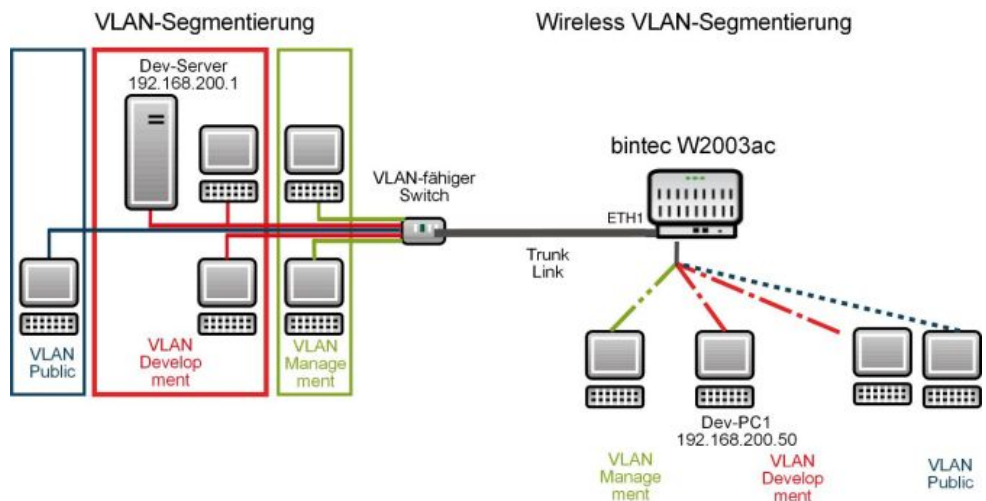 VLAN-Segmentierung
Wireless VLAN-Segmentierung
Dev-Server
192.168.200.1
VLAN-fähiger
Switch
bintec W2003ac
ETH1
Trunk
Link
VLAN
Public
VLAN
Develop
ment
VLAN
Manage
ment
Dev-PC1
192.168.200.50
VLAN
Manage
ment
VLAN
Develop
ment
VLAN
Public